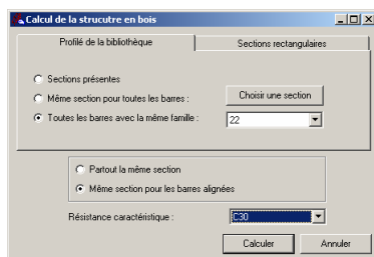 Calcul de la strucutre en bois
Profilé de la bibliothèque
Sections rectangulaires
Sections présentes
Même section pour toutes les barres :
Choisir une section
Toutes les barres avec la même famille :
22
Partout la même section
Même section pour les barres alignées
Résistance caractéristique :
C30
Calculer
Annuler